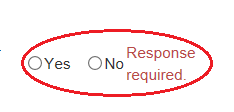 Yes No Response
required.